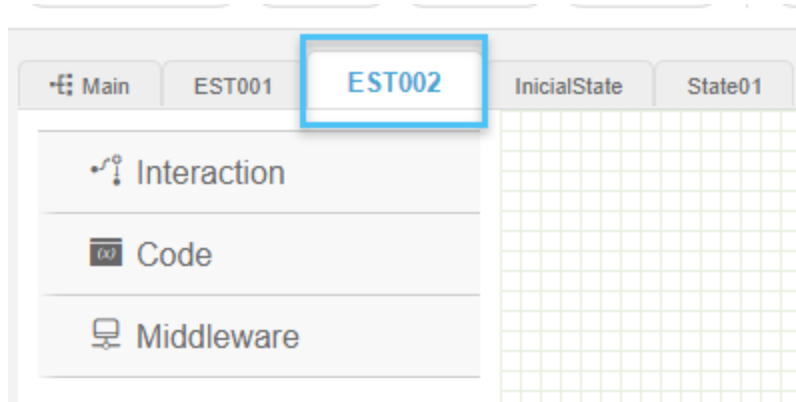 Main EST001 EST002 InicialState State01
Interaction
(x) Code
Middleware